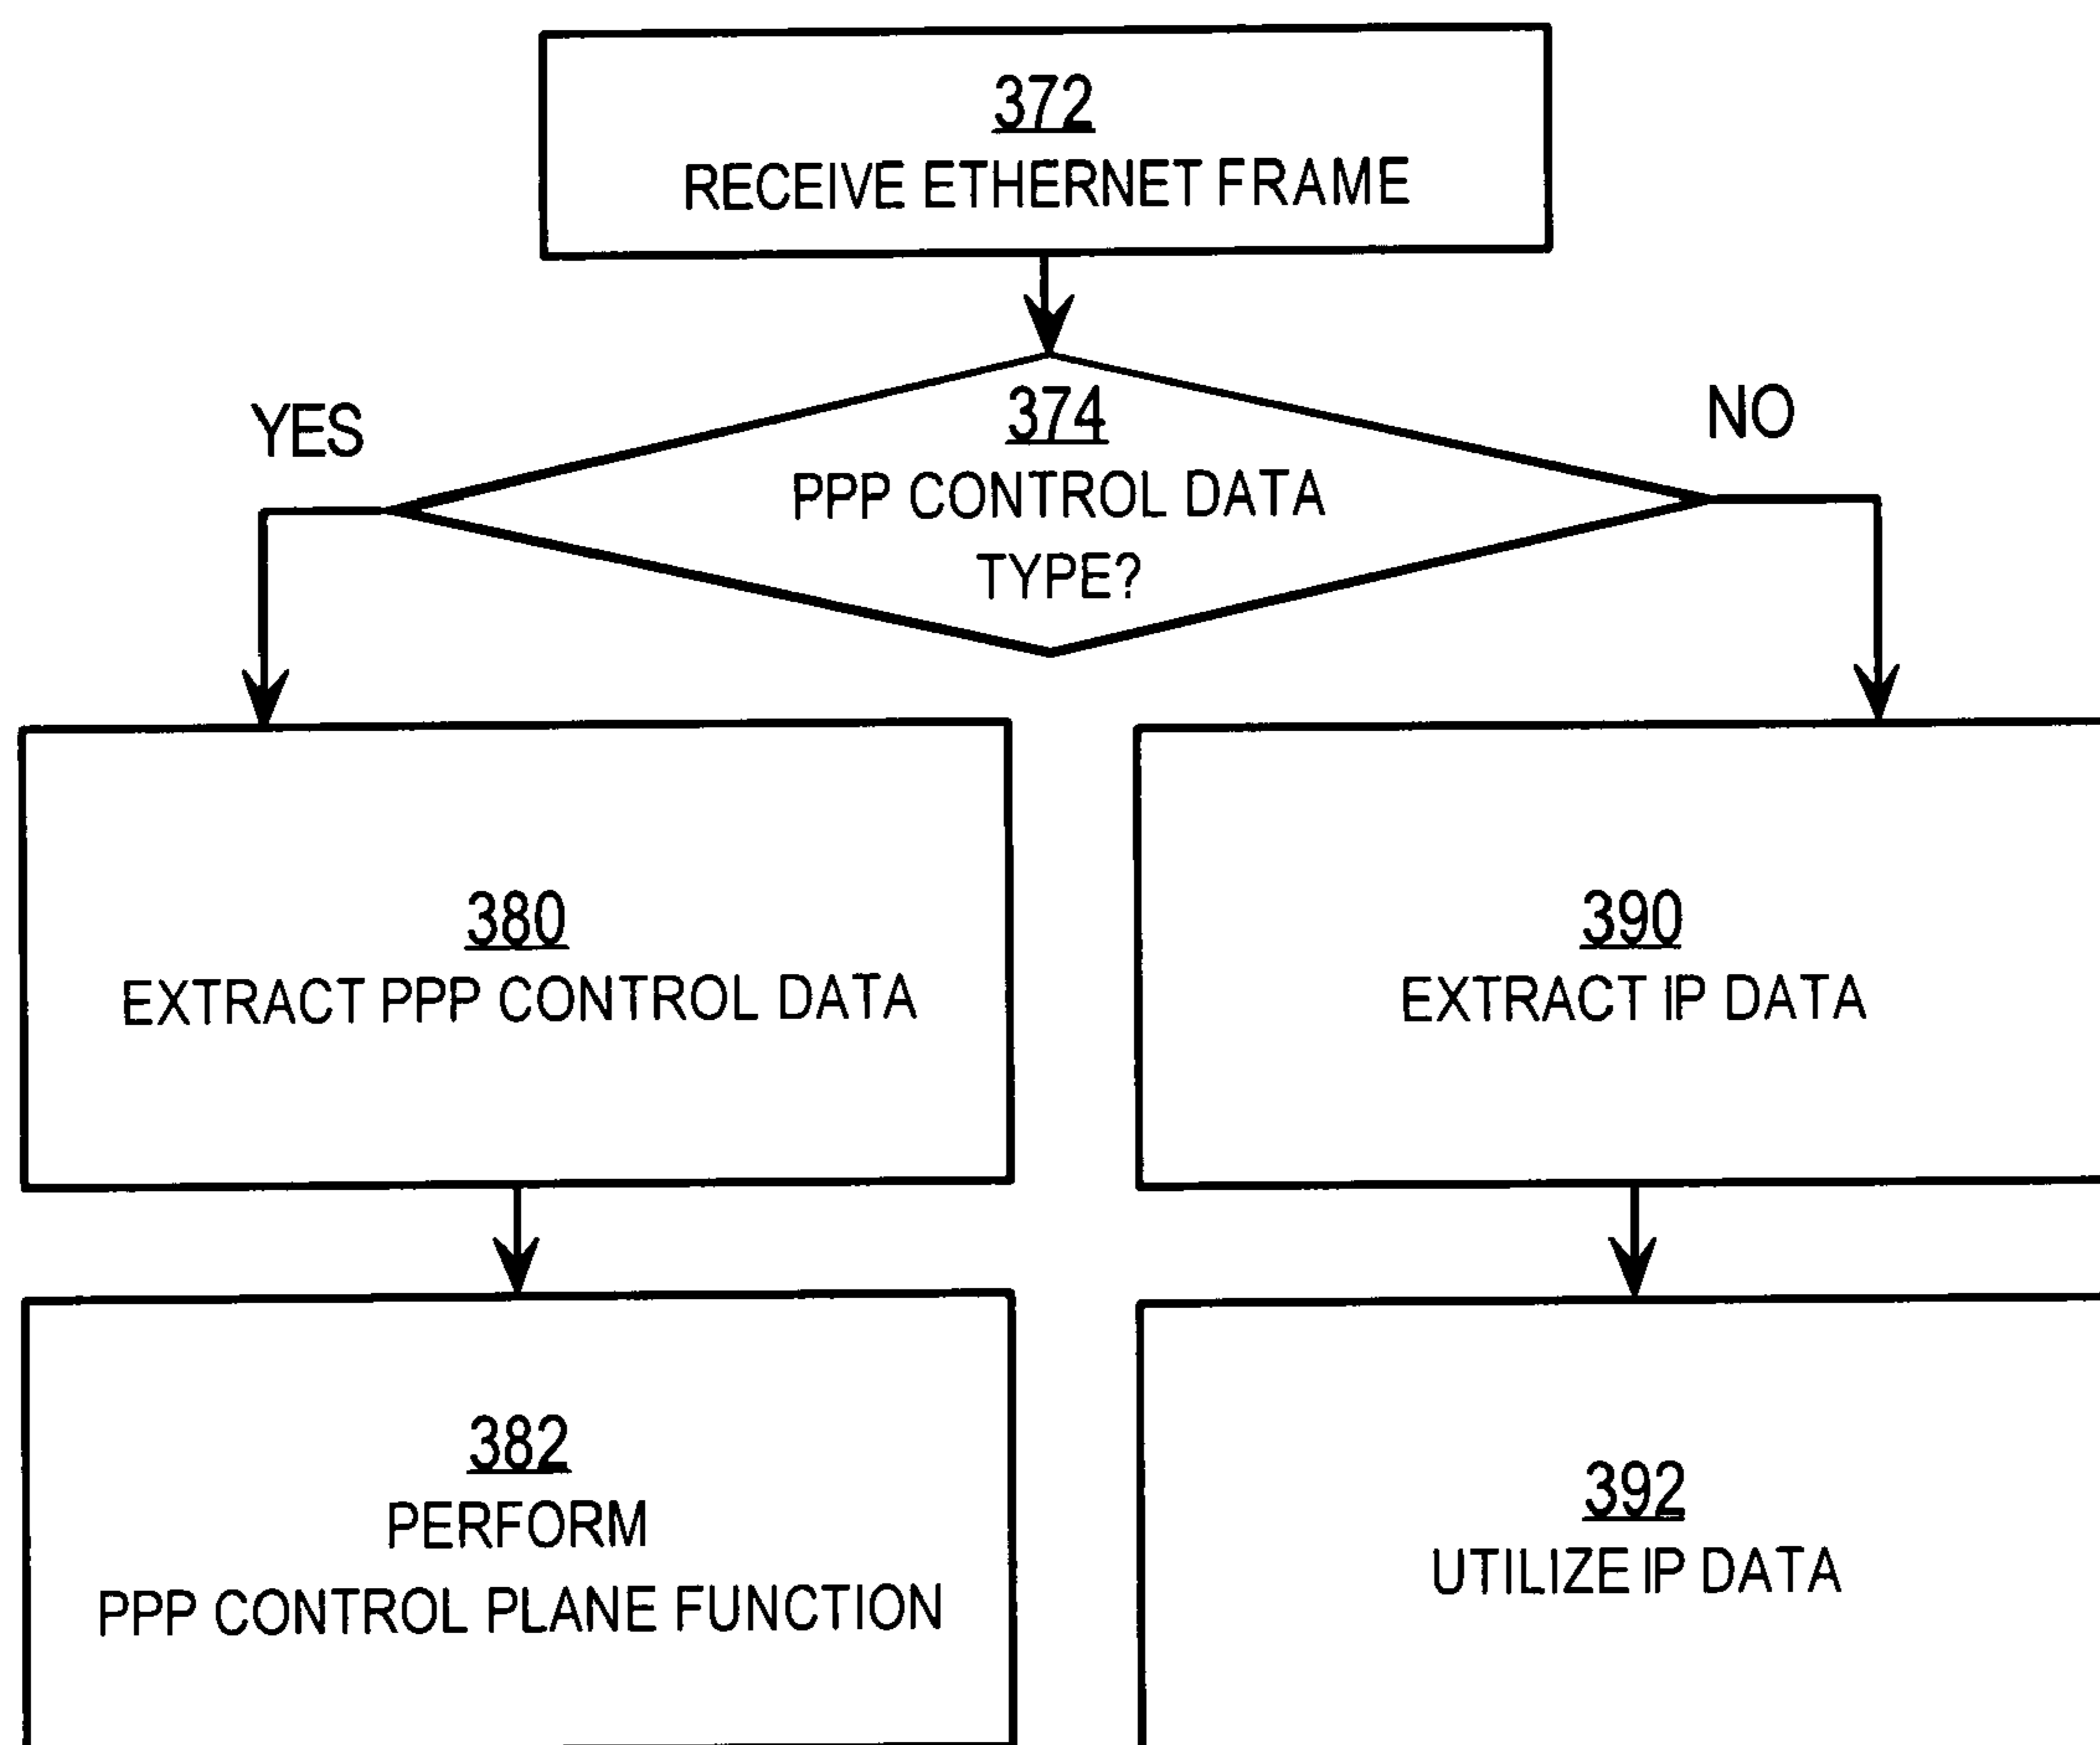 372
RECEIVE ETHERNET FRAME
374
PPP CONTROL DATA
TYPE?
YES
NO
380
EXTRACT PPP CONTROL DATA
390
EXTRACT IP DATA
382
PERFORM
PPP CONTROL PLANE FUNCTION
392
UTILIZE IP DATA